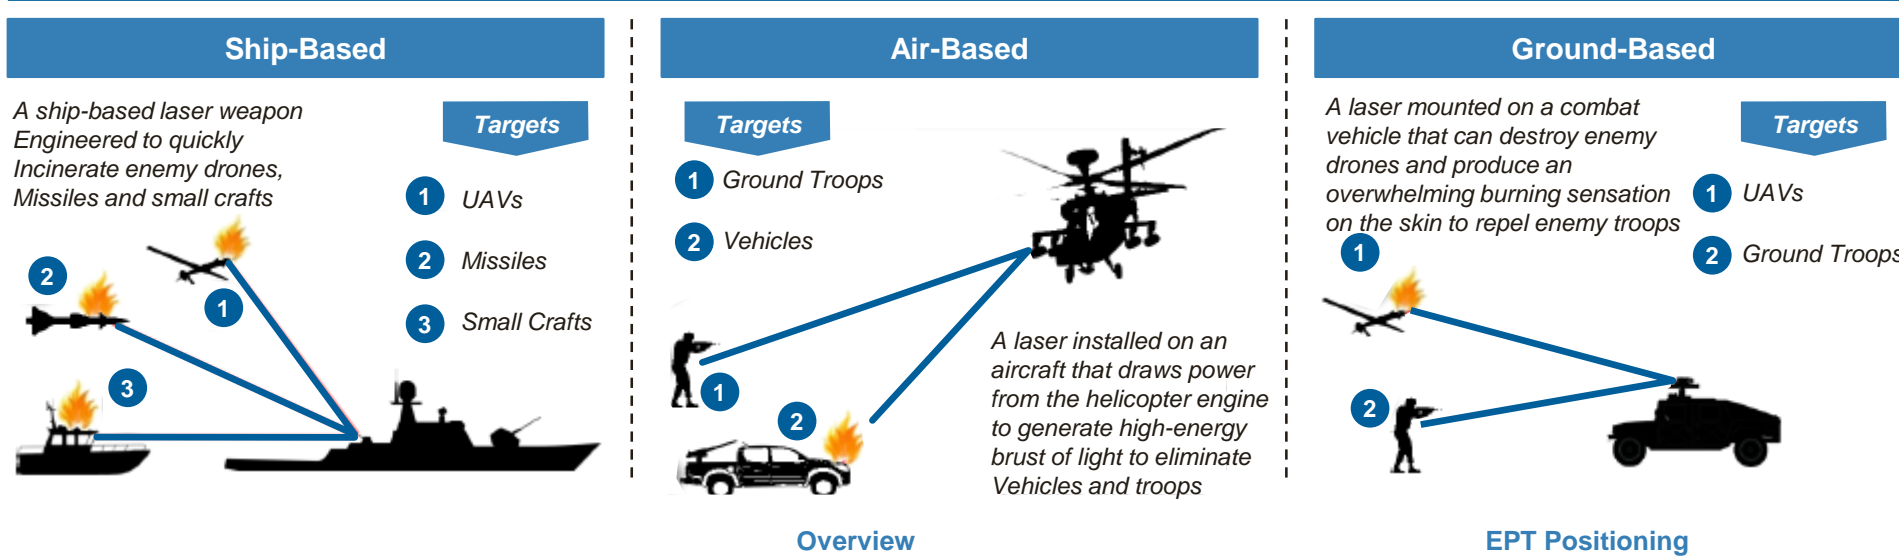 Ship-Based
A ship-based laser weapon
Engineered to quickly
Incinerate enemy drones,
Missiles and small crafts
Targets
1 UAVs
2 Missiles
3 Small Crafts
2
1
3
Air-Based
Targets
1 Ground Troops
2 Vehicles
1
2
A laser installed on an
aircraft that draws power
from the helicopter engine
to generate high-energy
brust of light to eliminate
Vehicles and troops
Ground-Based
A laser mounted on a combat
vehicle that can destroy enemy
drones and produce an
overwhelming burning sensation
on the skin to repel enemy troops
Targets
1 UAVs
2 Ground Troops
1
2
Overview
EPT Positioning